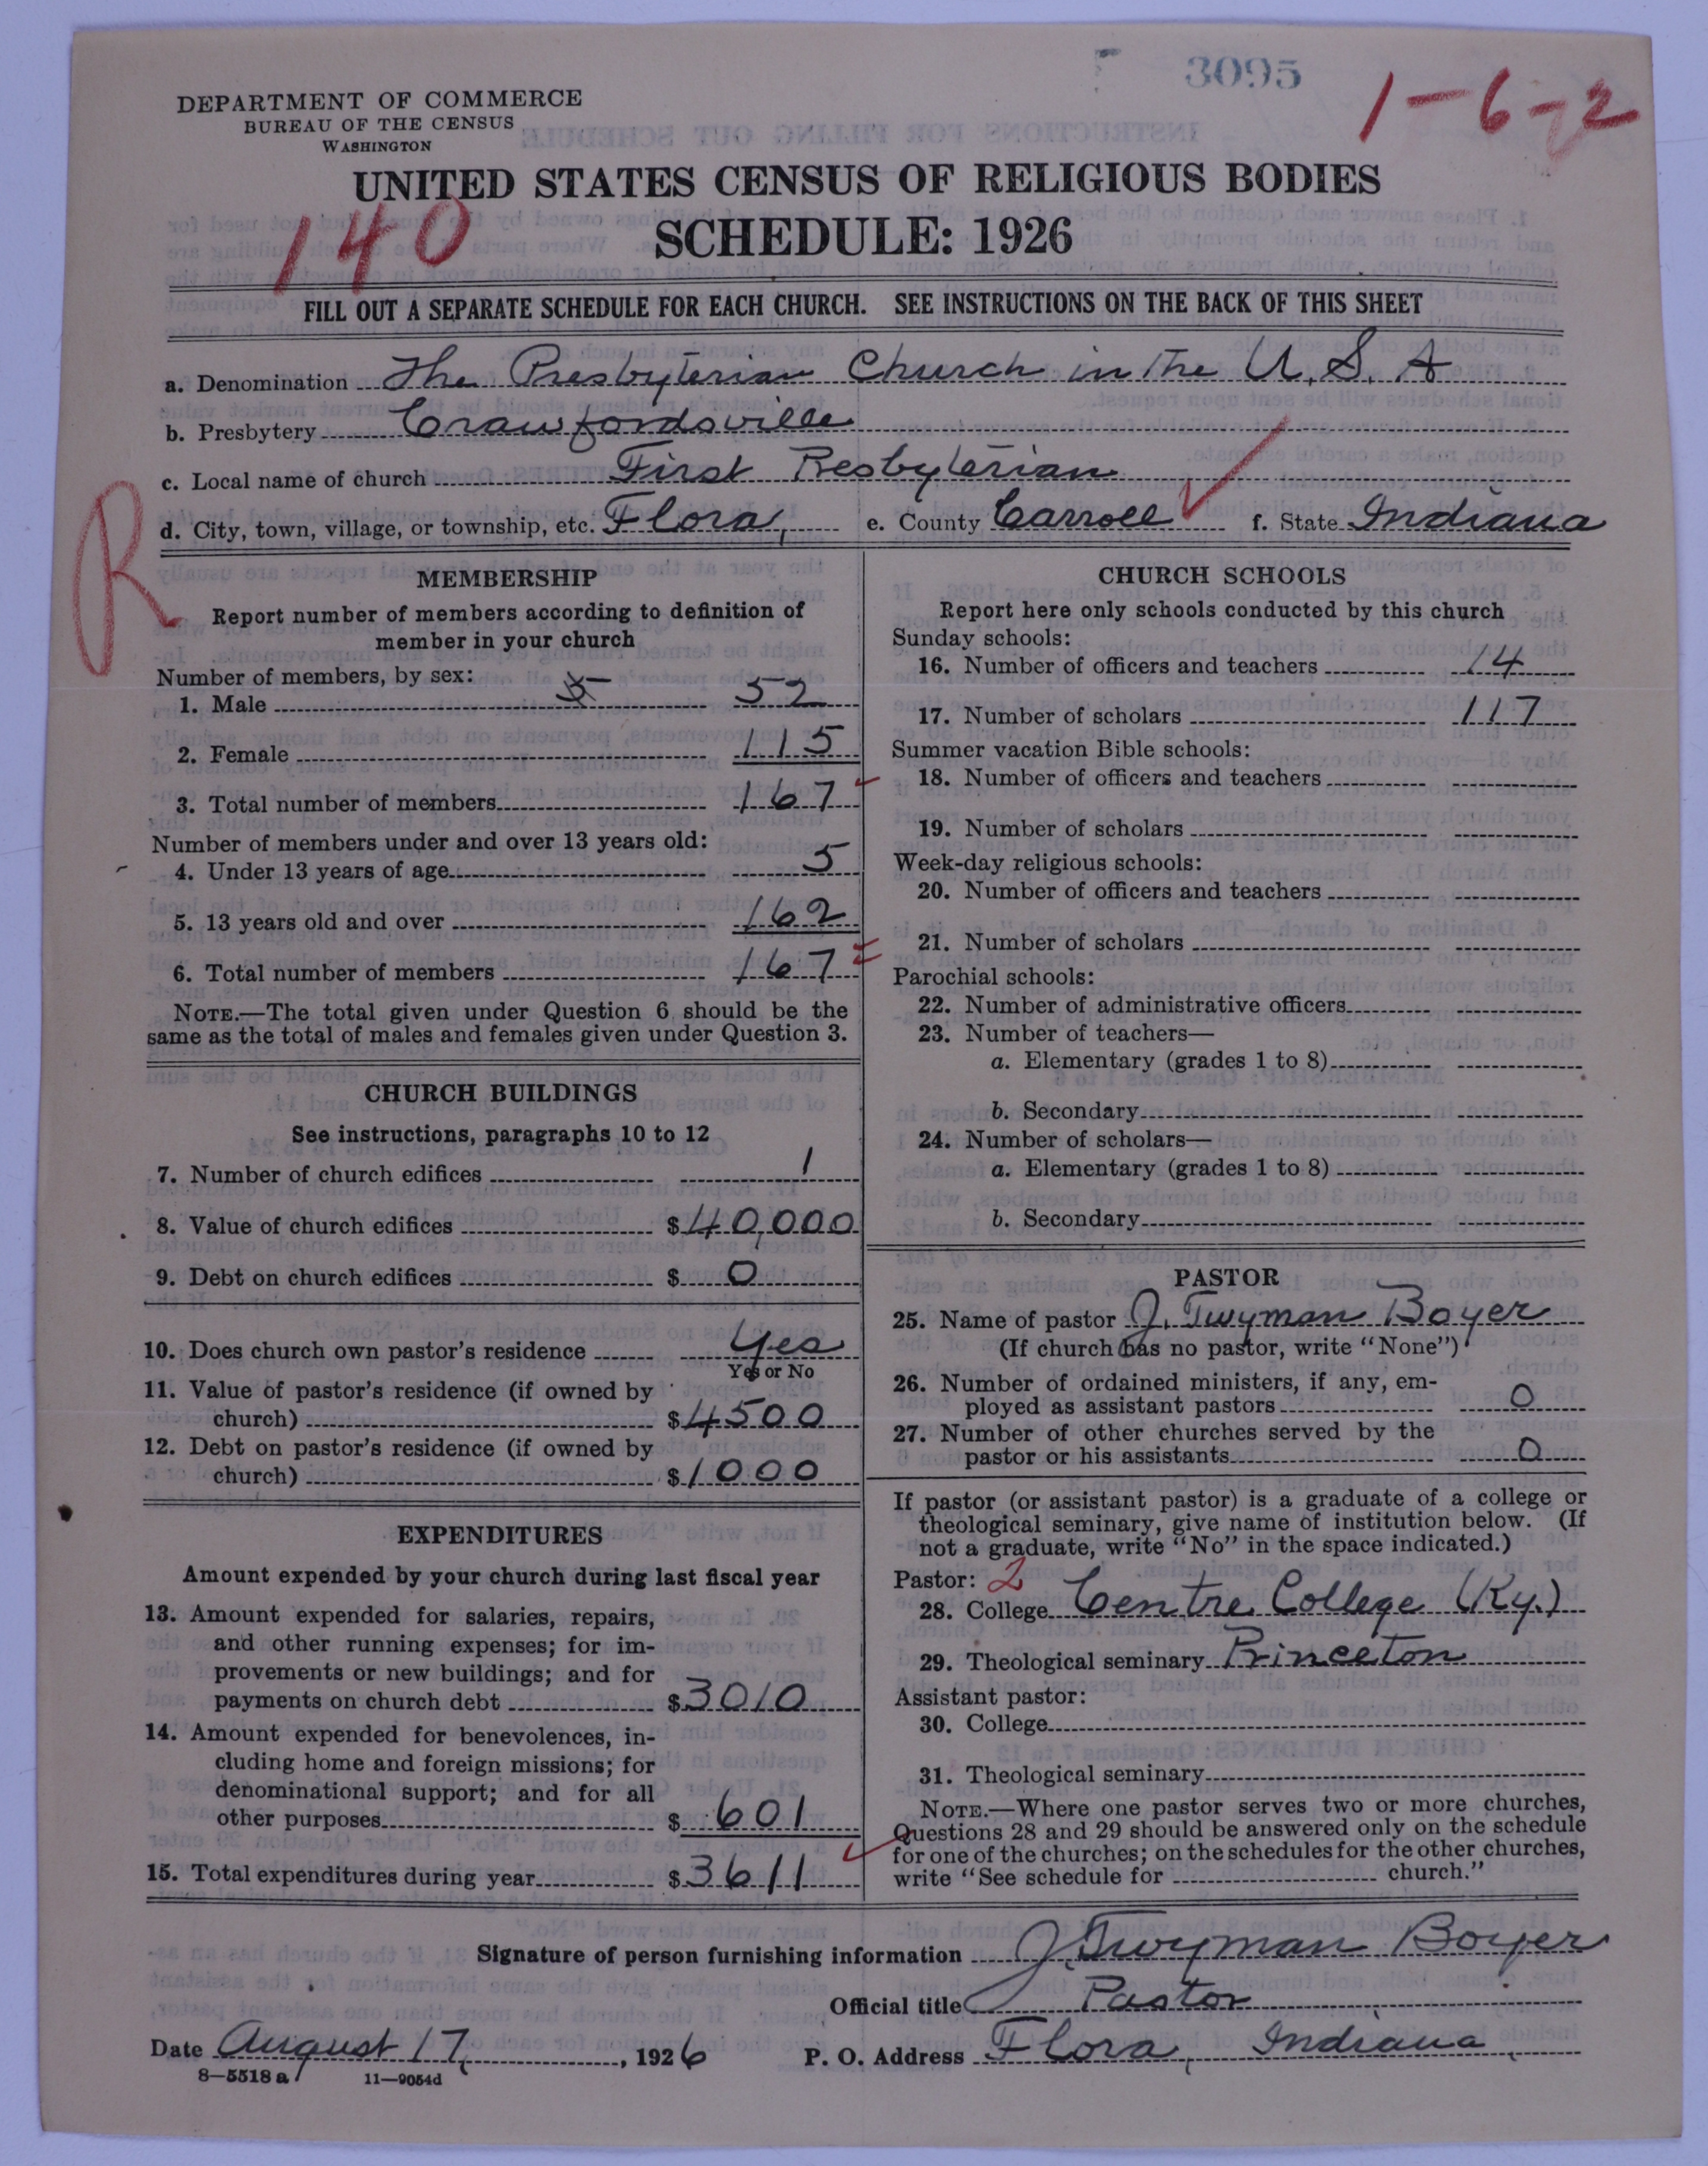 3095
1-6-2
DEPARTMENT OF COMMERCE
BUREAU OF THE CENSUS
WASHINGTON
UNITED STATES CENSUS OF RELIGIOUS BODIES
140
SCHEDULE: 1926
FILL OUT A SEPARATE SCHEDULE FOR EACH CHURCH. SEE INSTRUCTIONS ON THE BACK OF THIS SHEET
a. Denomination The Presbyterian Church in The U.S.A
b. Presbytery Crawfordsville
c. Local name of church First Presbyterian
d. City, town, village, or township, etc. Flora, e. County Carroll f. State Indiana
R
MEMBERSHIP
Report number of members according to definition of
member in your church
Number of members, by sex:
1. Male 5 52
2. Female 115
3. Total number of members 167
Number of members under and over 13 years old:
4. Under 13 years of age 5
5. 13 years old and over 162
6. Total number of members 167
NOTE.—The total given under Question 6 should be the
same as the total of males and females given under Question 3.
CHURCH BUILDINGS
See instructions, paragraphs 10 to 12
7. Number of church edifices 1
8. Value of church edifices $40,000
9. Debt on church edifices $ 0
10. Does church own pastor's residence Yes
Yes or No
11. Value of pastor's residence (if owned by
church) $4500
12. Debt on pastor's residence (if owned by
church) $1000
EXPENDITURES
Amount expended by your church during last fiscal year
13. Amount expended for salaries, repairs,
and other running expenses; for im-
provements or new buildings; and for
payments on church debt $3010
14. Amount expended for benevolences, in-
cluding home and foreign missions; for
denominational support; and for all
other purposes $ 601
15. Total expenditures during year $3611
CHURCH SCHOOLS
Report here only schools conducted by this church
Sunday schools:
16. Number of officers and teachers 14
17. Number of scholars 117
Summer vacation Bible schools:
18. Number of officers and teachers
19. Number of scholars
Week-day religious schools:
20. Number of officers and teachers
21. Number of scholars
Parochial schools:
22. Number of administrative officers
23. Number of teachers—
a. Elementary (grades 1 to 8)
b. Secondary
24. Number of scholars—
a. Elementary (grades 1 to 8)
b. Secondary
PASTOR
25. Name of pastor J. Twyman Boyer
(If church has no pastor, write "None")
26. Number of ordained ministers, if any, em-
ployed as assistant pastors 0
27. Number of other churches served by the
pastor or his assistants 0
If pastor (or assistant pastor) is a graduate of a college or
theological seminary, give name of institution below. (If
not a graduate, write "No" in the space indicated.)
Pastor: 2
28. College Centre College (Ky.)
29. Theological seminary Princeton
Assistant pastor:
30. College
31. Theological seminary
NOTE.—Where one pastor serves two or more churches,
Questions 28 and 29 should be answered only on the schedule
for one of the churches; on the schedules for the other churches,
write "See schedule for church."
Signature of person furnishing information J. Twyman Boyer
Official title Pastor
Date August 17, 1926 P. O. Address Flora, Indiana
8—5518 a 11—9054d